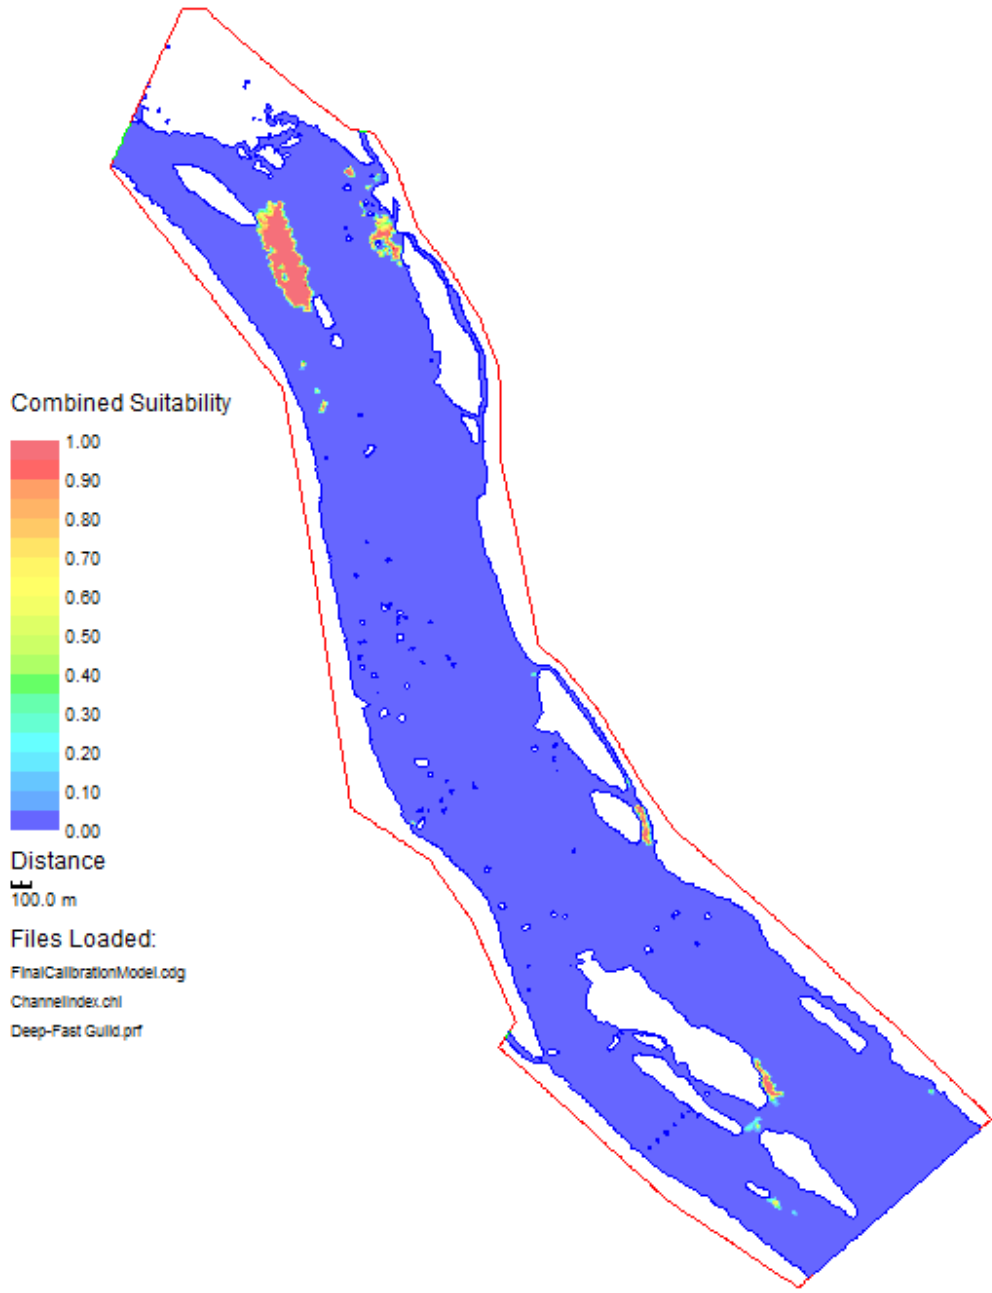 Combined Suitability
1.00
0.90
0.80
0.70
0.60
0.50
0.40
0.30
0.20
0.10
0.00
Distance
100.0 m
Files Loaded:
FinalCalibrationModel.cdg
ChannelIndex.chi
Deep-Fast Guild.prf